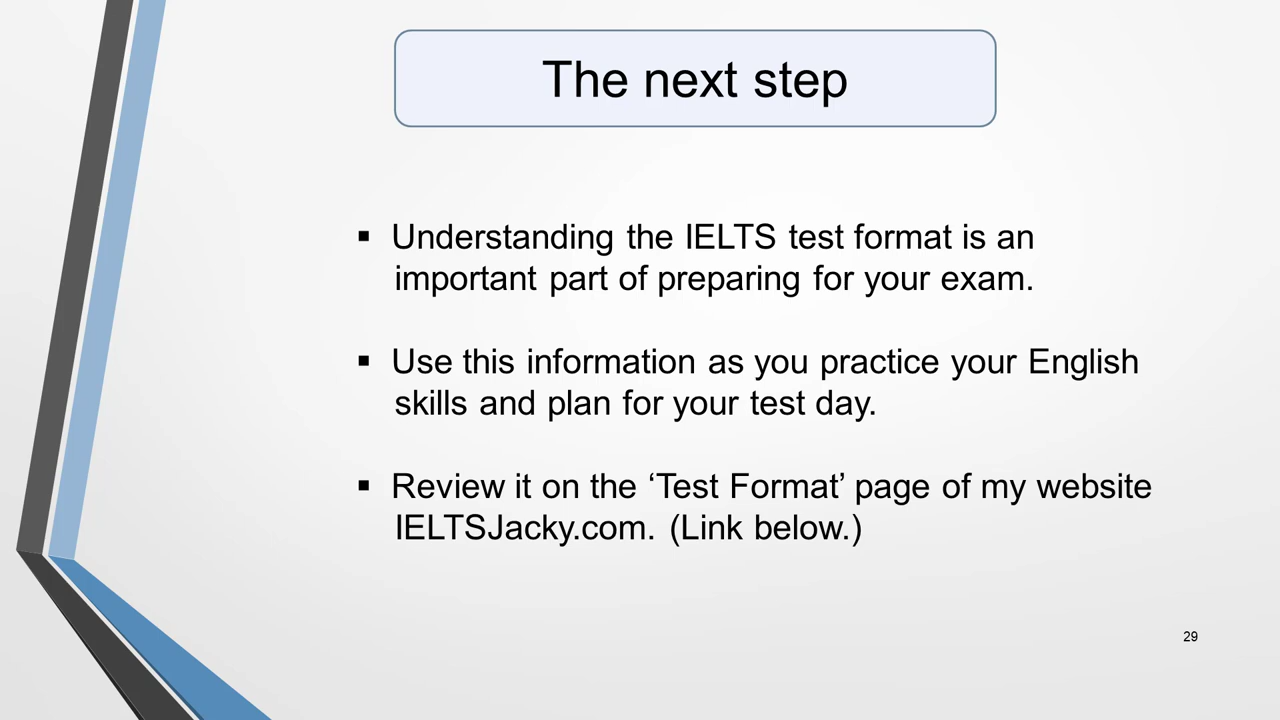 The next step
▪ Understanding the IELTS test format is an
important part of preparing for your exam.
▪ Use this information as you practice your English
skills and plan for your test day.
▪ Review it on the ‘Test Format’ page of my website
IELTSJacky.com. (Link below.)
29